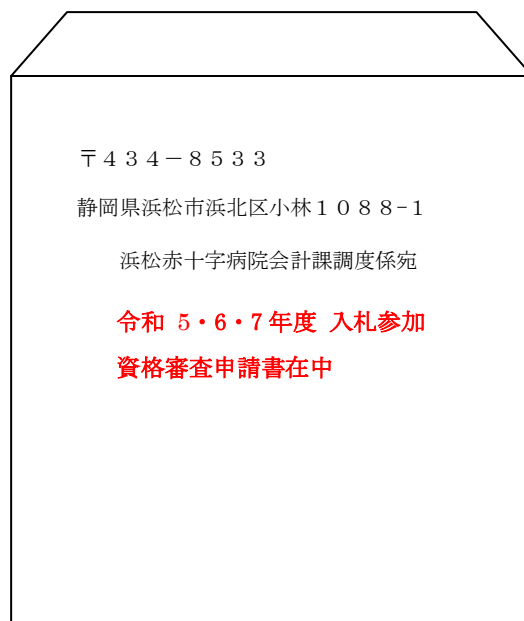 〒４３４－８５３３
静岡県浜松市浜北区小林１０８８-１
浜松赤十字病院会計課調度係宛
令和 5・6・7年度 入札参加
資格審査申請書在中